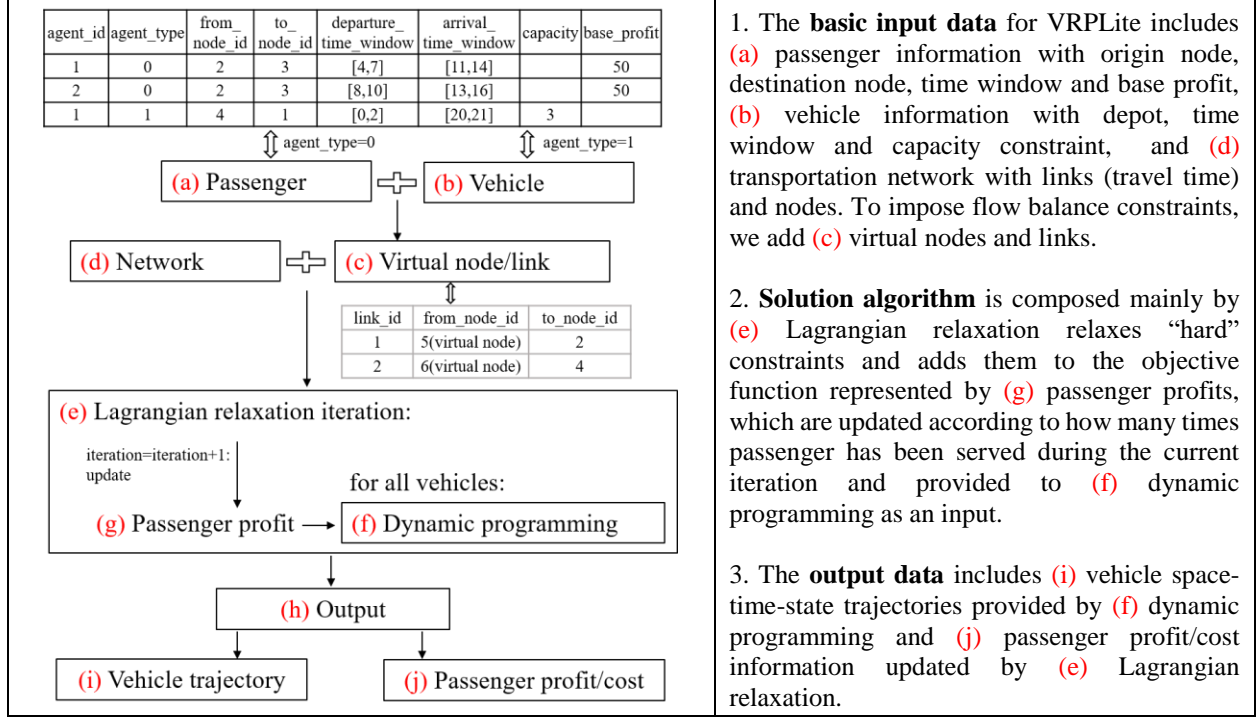 agent_id agent_type from_node_id to_node_id departure_time_window arrival_time_window capacity base_profit
1 0 2 3 [4,7] [11,14] 50
2 0 2 3 [8,10] [13,16] 50
1 1 4 1 [0,2] [20,21] 3
agent_type=0
agent_type=1
(a) Passenger
(b) Vehicle
(d) Network
(c) Virtual node/link
link_id from_node_id to_node_id
1 5(virtual node) 2
2 6(virtual node) 4
(e) Lagrangian relaxation iteration:
iteration=iteration+1:
update
for all vehicles:
(g) Passenger profit
(f) Dynamic programming
(h) Output
(i) Vehicle trajectory
(j) Passenger profit/cost
1. The basic input data for VRPLite includes
(a) passenger information with origin node,
destination node, time window and base profit,
(b) vehicle information with depot, time
window and capacity constraint, and (d)
transportation network with links (travel time)
and nodes. To impose flow balance constraints,
we add (c) virtual nodes and links.
2. Solution algorithm is composed mainly by
(e) Lagrangian relaxation relaxes “hard”
constraints and adds them to the objective
function represented by (g) passenger profits,
which are updated according to how many times
passenger has been served during the current
iteration and provided to (f) dynamic
programming as an input.
3. The output data includes (i) vehicle space-
time-state trajectories provided by (f) dynamic
programming and (j) passenger profit/cost
information updated by (e) Lagrangian
relaxation.